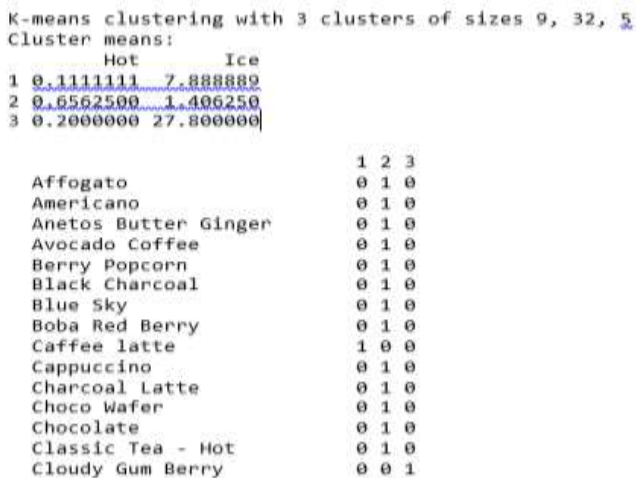 K-means clustering with 3 clusters of sizes 9, 32, 5
Cluster means:
Hot Ice
1 0.1111111 7.888889
2 0.6562500 1.406250
3 0.2000000 27.800000
1 2 3
Affogato 0 1 0
Americano 0 1 0
Anetos Butter Ginger 0 1 0
Avocado Coffee 0 1 0
Berry Popcorn 0 1 0
Black Charcoal 0 1 0
Blue Sky 0 1 0
Boba Red Berry 0 1 0
Caffee latte 1 0 0
Cappuccino 0 1 0
Charcoal Latte 0 1 0
Choco Wafer 0 1 0
Chocolate 0 1 0
Classic Tea - Hot 0 1 0
Cloudy Gum Berry 0 0 1